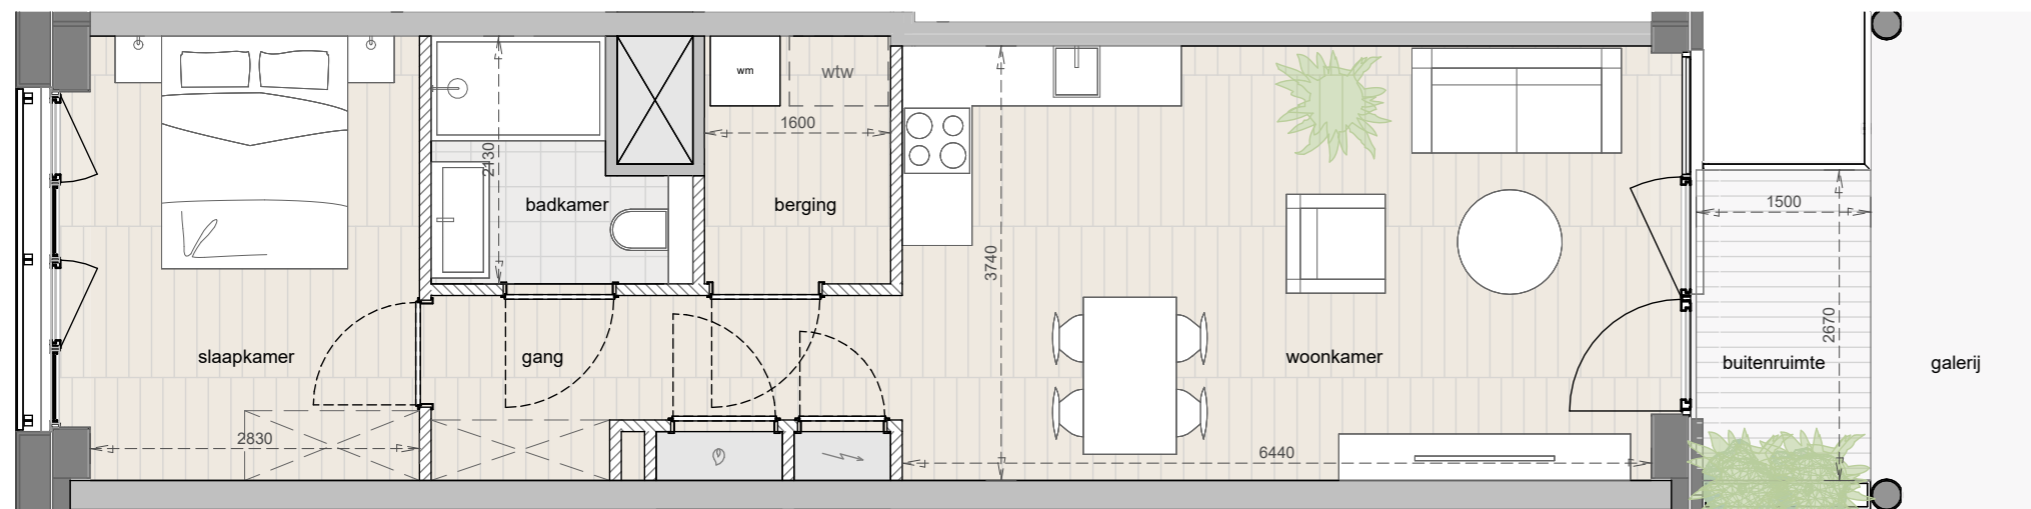 wm
wtw
1600
2130
badkamer
berging
3740
1500
2670
slaapkamer
gang
woonkamer
buitenruimte
galerij
2830
6440